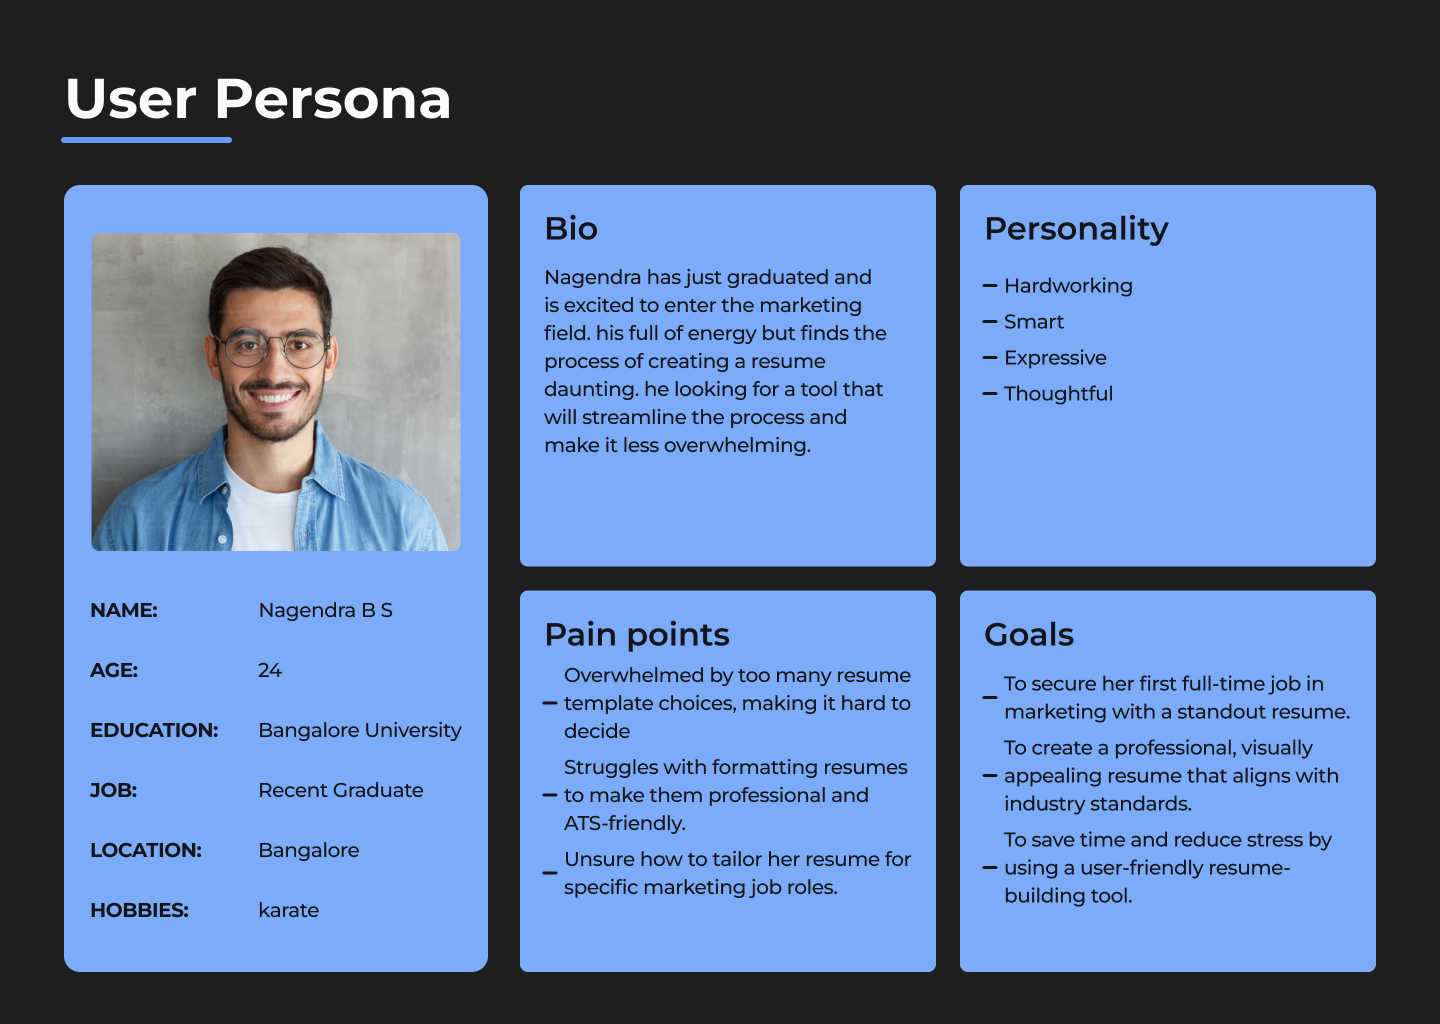 User Persona
NAME: Nagendra B S
AGE: 24
EDUCATION: Bangalore University
JOB: Recent Graduate
LOCATION: Bangalore
HOBBIES: karate
Bio
Nagendra has just graduated and
is excited to enter the marketing
field. his full of energy but finds the
process of creating a resume
daunting. he looking for a tool that
will streamline the process and
make it less overwhelming.
Personality
– Hardworking
– Smart
– Expressive
– Thoughtful
Pain points
Overwhelmed by too many resume
– template choices, making it hard to
decide
Struggles with formatting resumes
– to make them professional and
ATS-friendly.
– Unsure how to tailor her resume for
specific marketing job roles.
Goals
– To secure her first full-time job in
marketing with a standout resume.
To create a professional, visually
– appealing resume that aligns with
industry standards.
To save time and reduce stress by
– using a user-friendly resume-
building tool.